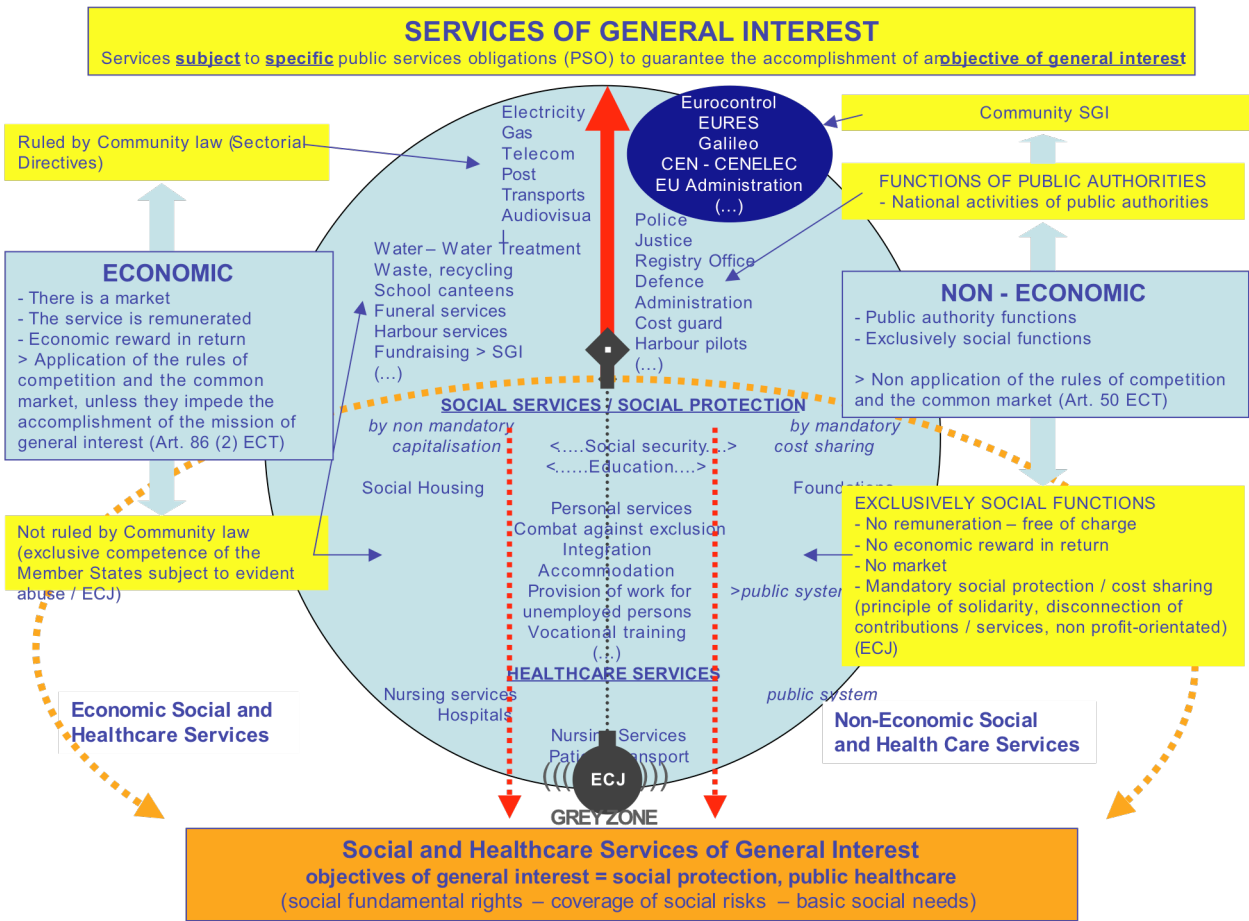 SERVICES OF GENERAL INTEREST
Services subject to specific public services obligations (PSO) to guarantee the accomplishment of an objective of general interest
Ruled by Community law (Sectorial
Directives)
Electricity
Gas
Telecom
Post
Transports
Audiovisua
l
Eurocontrol
EURES
Galileo
CEN - CENELEC
EU Administration
(…)
Community SGI
FUNCTIONS OF PUBLIC AUTHORITIES
- National activities of public authorities
ECONOMIC
- There is a market
- The service is remunerated
- Economic reward in return
> Application of the rules of
competition and the common
market, unless they impede the
accomplishment of the mission of
general interest (Art. 86 (2) ECT)
Water – Water Treatment
Waste, recycling
School canteens
Funeral services
Harbour services
Fundraising > SGI
(…)
Police
Justice
Registry Office
Defence
Administration
Cost guard
Harbour pilots
(…)
NON - ECONOMIC
- Public authority functions
- Exclusively social functions
> Non application of the rules of competition
and the common market (Art. 50 ECT)
SOCIAL SERVICES / SOCIAL PROTECTION
by non mandatory
capitalisation
by mandatory
cost sharing
<….Social security….>
<……Education….>
Social Housing
Foundations
Personal services
Combat against exclusion
Integration
Accommodation
Provision of work for
unemployed persons
Vocational training
(…)
>public system
Not ruled by Community law
(exclusive competence of the
Member States subject to evident
abuse / ECJ)
EXCLUSIVELY SOCIAL FUNCTIONS
- No remuneration – free of charge
- No economic reward in return
- No market
- Mandatory social protection / cost sharing
(principle of solidarity, disconnection of
contributions / services, non profit-orientated)
(ECJ)
HEALTHCARE SERVICES
Nursing services
Hospitals
public system
Nursing Services
Patient transport
Economic Social and
Healthcare Services
Non-Economic Social
and Health Care Services
ECJ
GREY ZONE
Social and Healthcare Services of General Interest
objectives of general interest = social protection, public healthcare
(social fundamental rights – coverage of social risks – basic social needs)